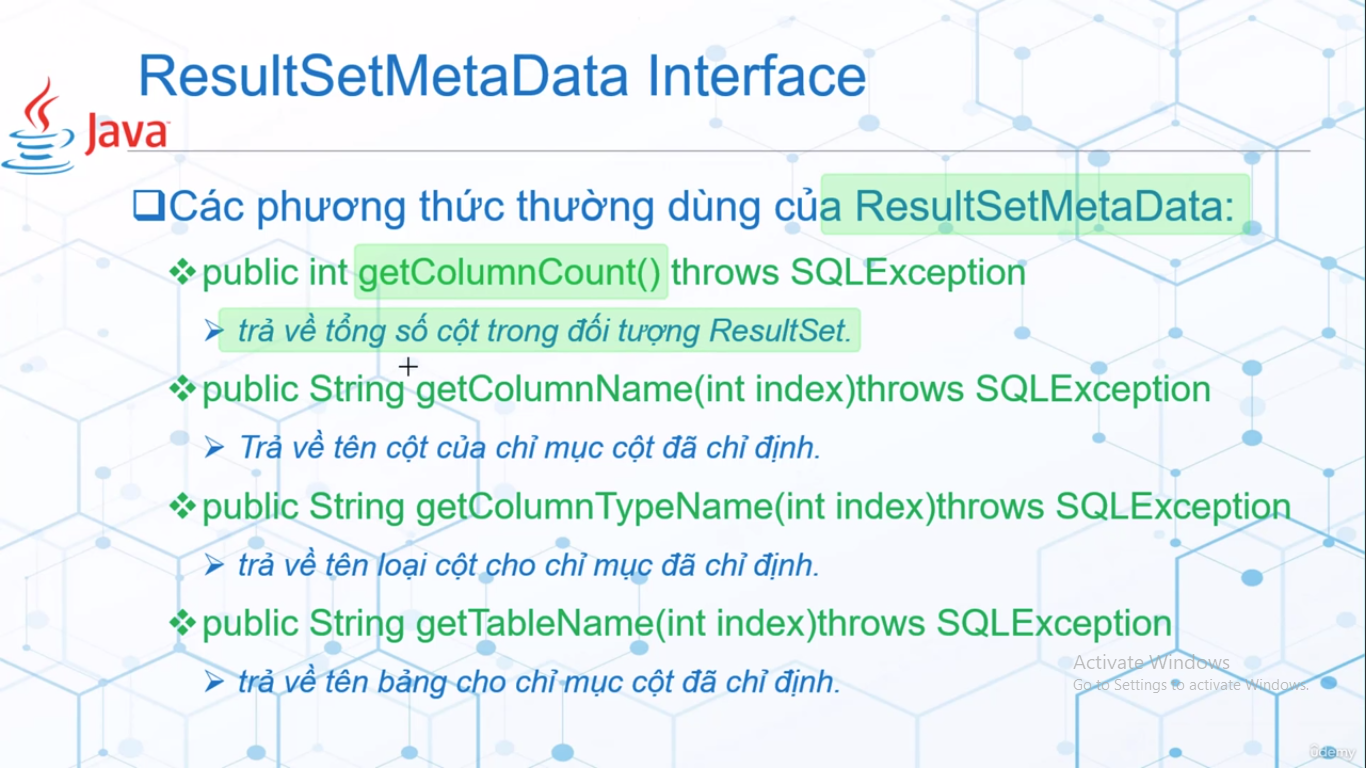 ResultSetMetaData Interface
Java
Các phương thức thường dùng của ResultSetMetaData:
public int getColumnCount() throws SQLException
trả về tổng số cột trong đối tượng ResultSet.
public String getColumnName(int index)throws SQLException
Trả về tên cột của chỉ mục cột đã chỉ định.
public String getColumnTypeName(int index)throws SQLException
trả về tên loại cột cho chỉ mục đã chỉ định.
public String getTableName(int index)throws SQLException
trả về tên bảng cho chỉ mục cột đã chỉ định.
Activate Windows
Go to Settings to activate Windows.
ûdemy